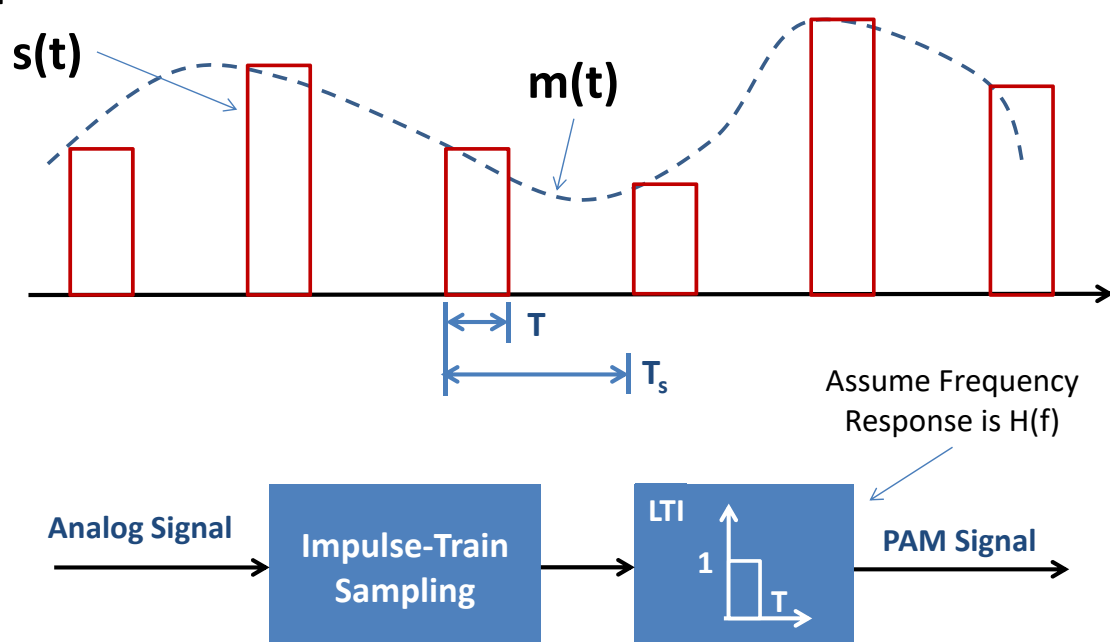 s(t)
m(t)
T
Ts
Assume Frequency
Response is H(f)
Analog Signal
Impulse-Train
Sampling
LTI
1
T
PAM Signal